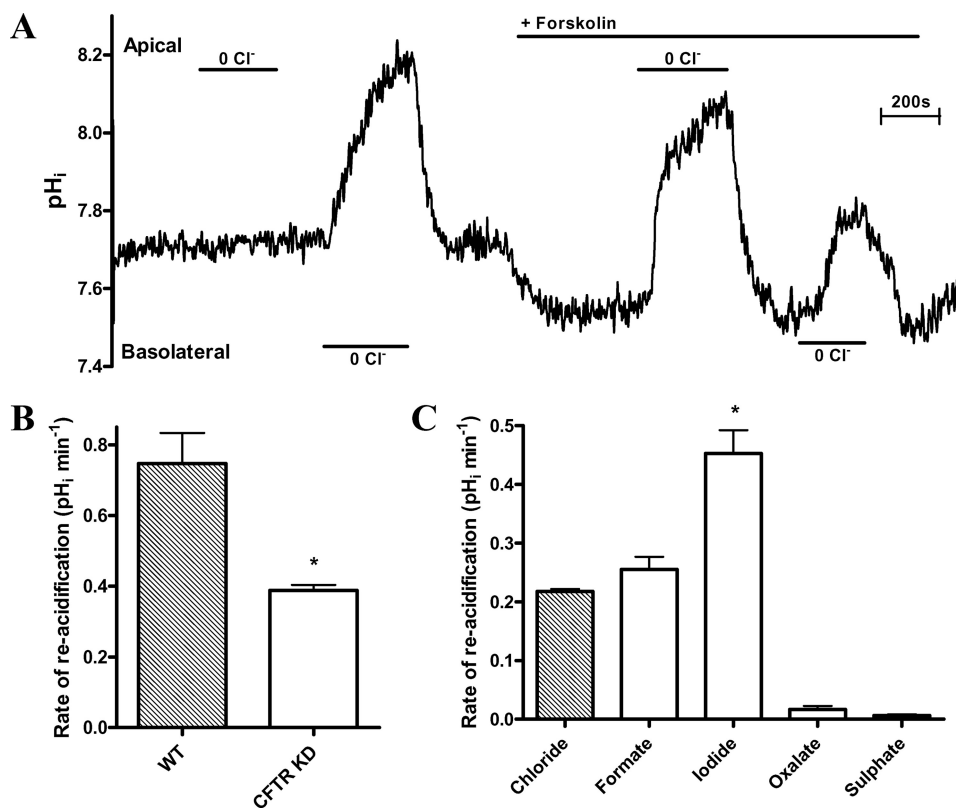 A
+ Forskolin
Apical
0 Cl-
0 Cl-
200s
8.2
8.0
7.8
7.6
7.4
pHi
Basolateral
0 Cl-
0 Cl-
B
Rate of re-acidification (pHi min-1)
0.8
0.6
0.4
0.2
0.0
*
WT
CFTR KD
C
Rate of re-acidification (pHi min-1)
0.5
0.4
0.3
0.2
0.1
0.0
*
Chloride
Formate
Iodide
Oxalate
Sulphate